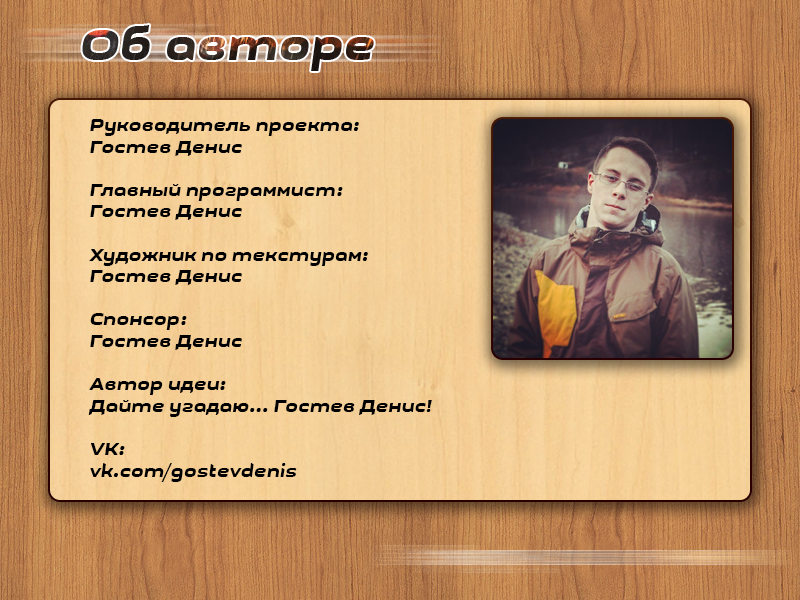 Об авторе
Руководитель проекта:
Гостев Денис
Главный программист:
Гостев Денис
Художник по текстурам:
Гостев Денис
Спонсор:
Гостев Денис
Автор идеи:
Дайте угадаю... Гостев Денис!
VK:
vk.com/gostevdenis